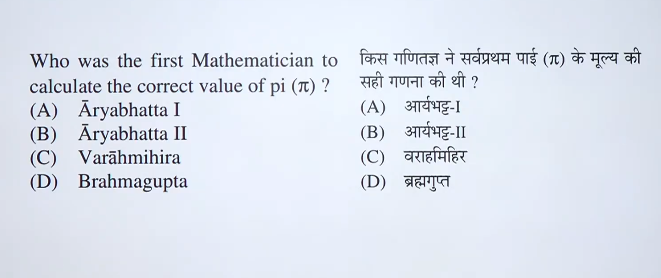 Who was the first Mathematician to
calculate the correct value of pi (π) ?
(A) Āryabhatta I
(B) Āryabhatta II
(C) Varāhmihira
(D) Brahmagupta
किस गणितज्ञ ने सर्वप्रथम पाई (π) के मूल्य की
सही गणना की थी ?
(A) आर्यभट्ट-I
(B) आर्यभट्ट-II
(C) वराहमिहिर
(D) ब्रह्मगुप्त